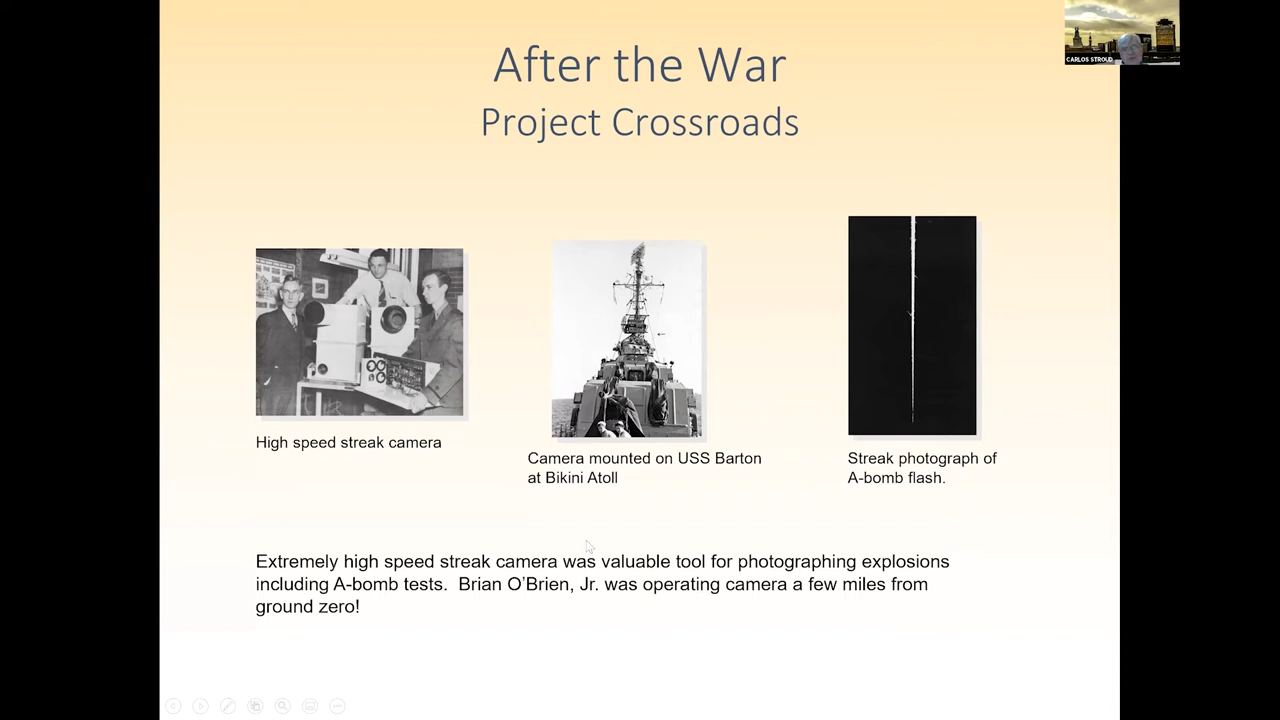 After the War
Project Crossroads
CARLOS STROUD
High speed streak camera
Camera mounted on USS Barton
at Bikini Atoll
Streak photograph of
A-bomb flash.
Extremely high speed streak camera was valuable tool for photographing explosions
including A-bomb tests.  Brian O'Brien, Jr. was operating camera a few miles from
ground zero!